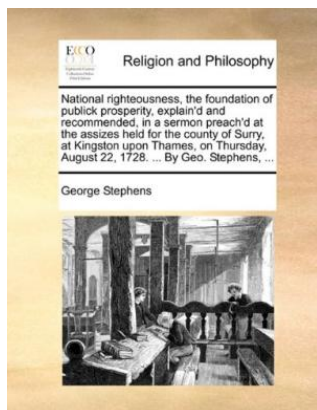 ECCO
Religion and Philosophy
National righteousness, the foundation of
publick prosperity, explain'd and
recommended, in a sermon preach'd at
the assizes held for the county of Surry,
at Kingston upon Thames, on Thursday,
August 22, 1728. ... By Geo. Stephens, ...
George Stephens